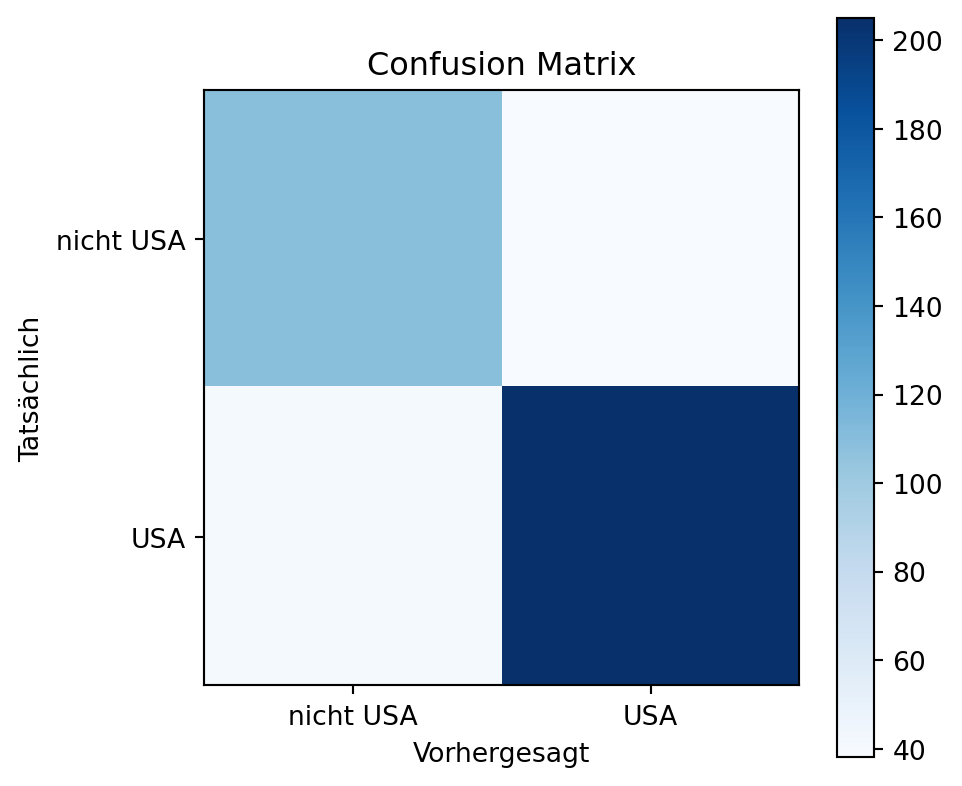 Confusion Matrix
nicht USA
USA
Tatsächlich
nicht USA
USA
Vorhergesagt
200
180
160
140
120
100
80
60
40